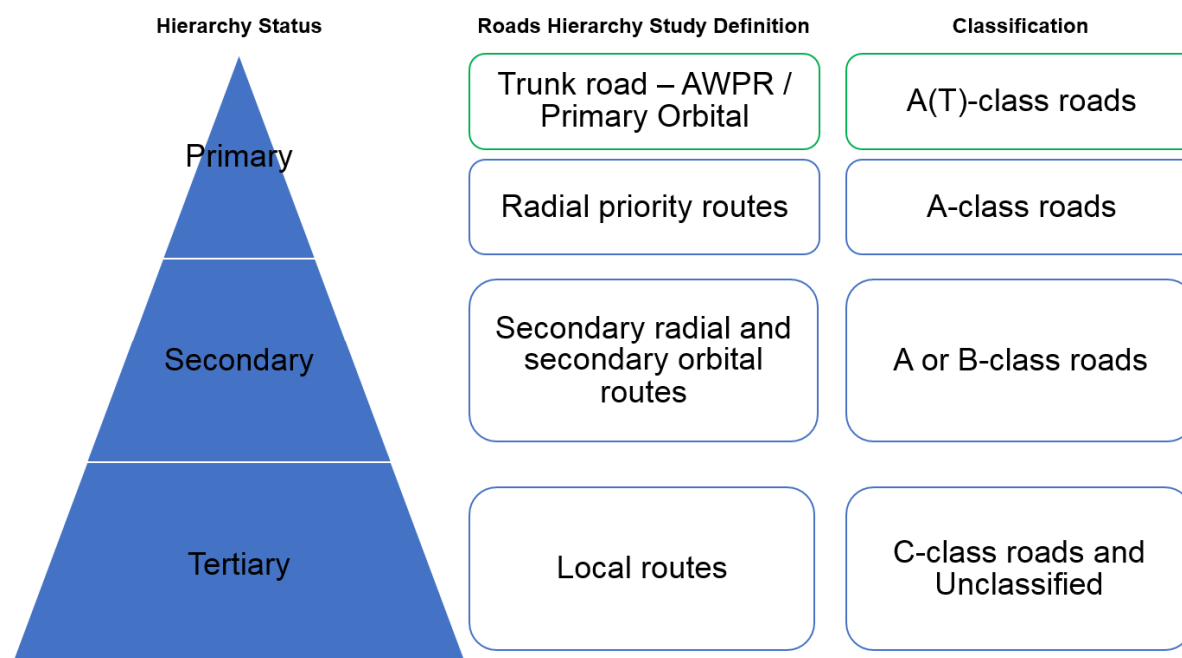 Hierarchy Status
Roads Hierarchy Study Definition
Classification
Primary
Trunk road – AWPR /
Primary Orbital
A(T)-class roads
Radial priority routes
A-class roads
Secondary
Secondary radial and
secondary orbital
routes
A or B-class roads
Tertiary
Local routes
C-class roads and
Unclassified